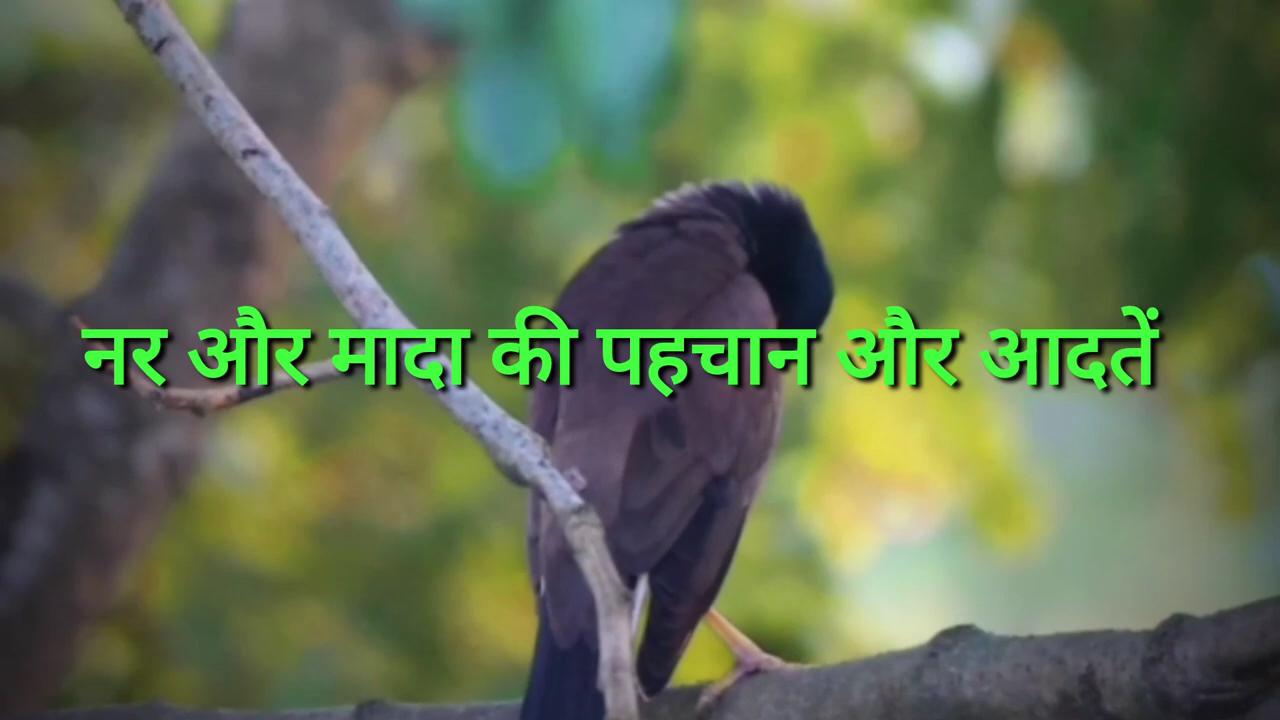 नर और मादा की पहचान और आदतें